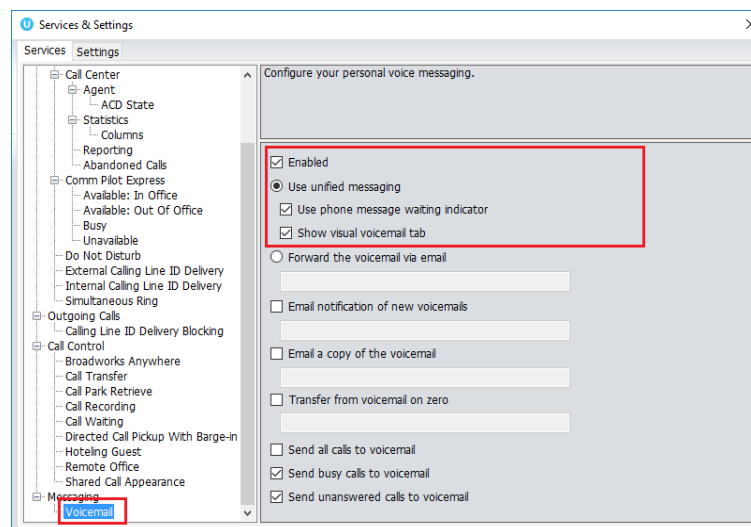 Services & Settings
Services Settings
Call Center
Agent
ACD State
Statistics
Columns
Reporting
Abandoned Calls
Comm Pilot Express
Available: In Office
Available: Out Of Office
Busy
Unavailable
Do Not Disturb
External Calling Line ID Delivery
Internal Calling Line ID Delivery
Simultaneous Ring
Outgoing Calls
Calling Line ID Delivery Blocking
Call Control
Broadworks Anywhere
Call Transfer
Call Park Retrieve
Call Recording
Call Waiting
Directed Call Pickup With Barge-in
Hoteling Guest
Remote Office
Shared Call Appearance
Messaging
Voicemail
Configure your personal voice messaging.
Enabled
Use unified messaging
Use phone message waiting indicator
Show visual voicemail tab
Forward the voicemail via email
Email notification of new voicemails
Email a copy of the voicemail
Transfer from voicemail on zero
Send all calls to voicemail
Send busy calls to voicemail
Send unanswered calls to voicemail